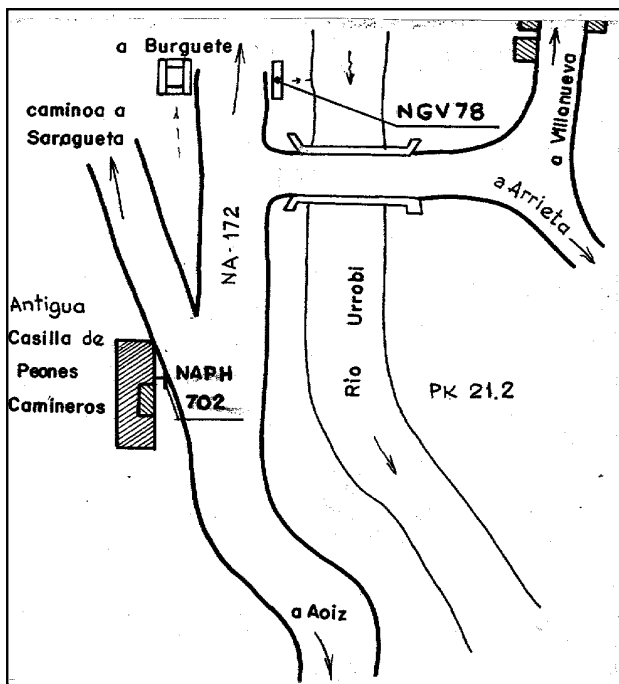 a Burguete
NGV78
caminoa a
Saragueta
a Villanueva
a Arrieta
NA-172
Antigua
Casilla de
Peones
Camineros
NAPH
702
Rio Urrobi
PK 21.2
a Aoiz